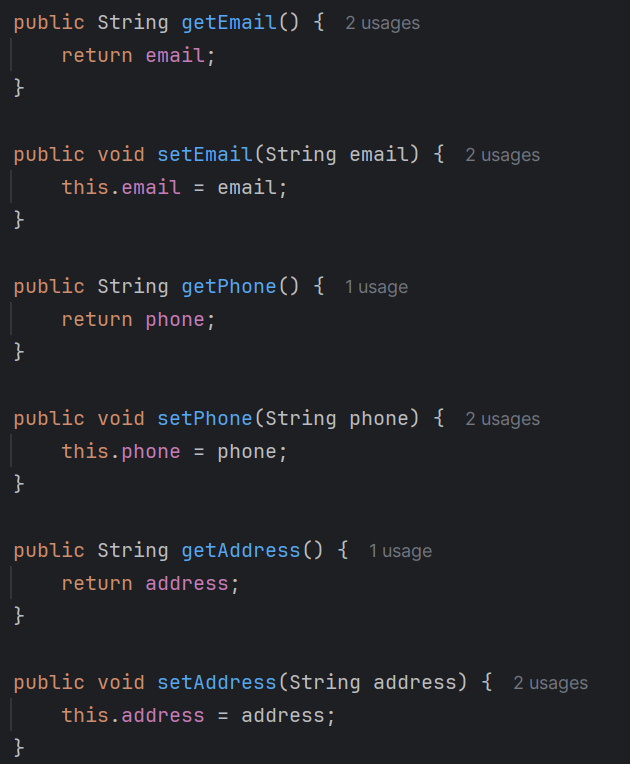 public String getEmail() { 2 usages
    return email;
}

public void setEmail(String email) { 2 usages
    this.email = email;
}

public String getPhone() { 1 usage
    return phone;
}

public void setPhone(String phone) { 2 usages
    this.phone = phone;
}

public String getAddress() { 1 usage
    return address;
}

public void setAddress(String address) { 2 usages
    this.address = address;
}